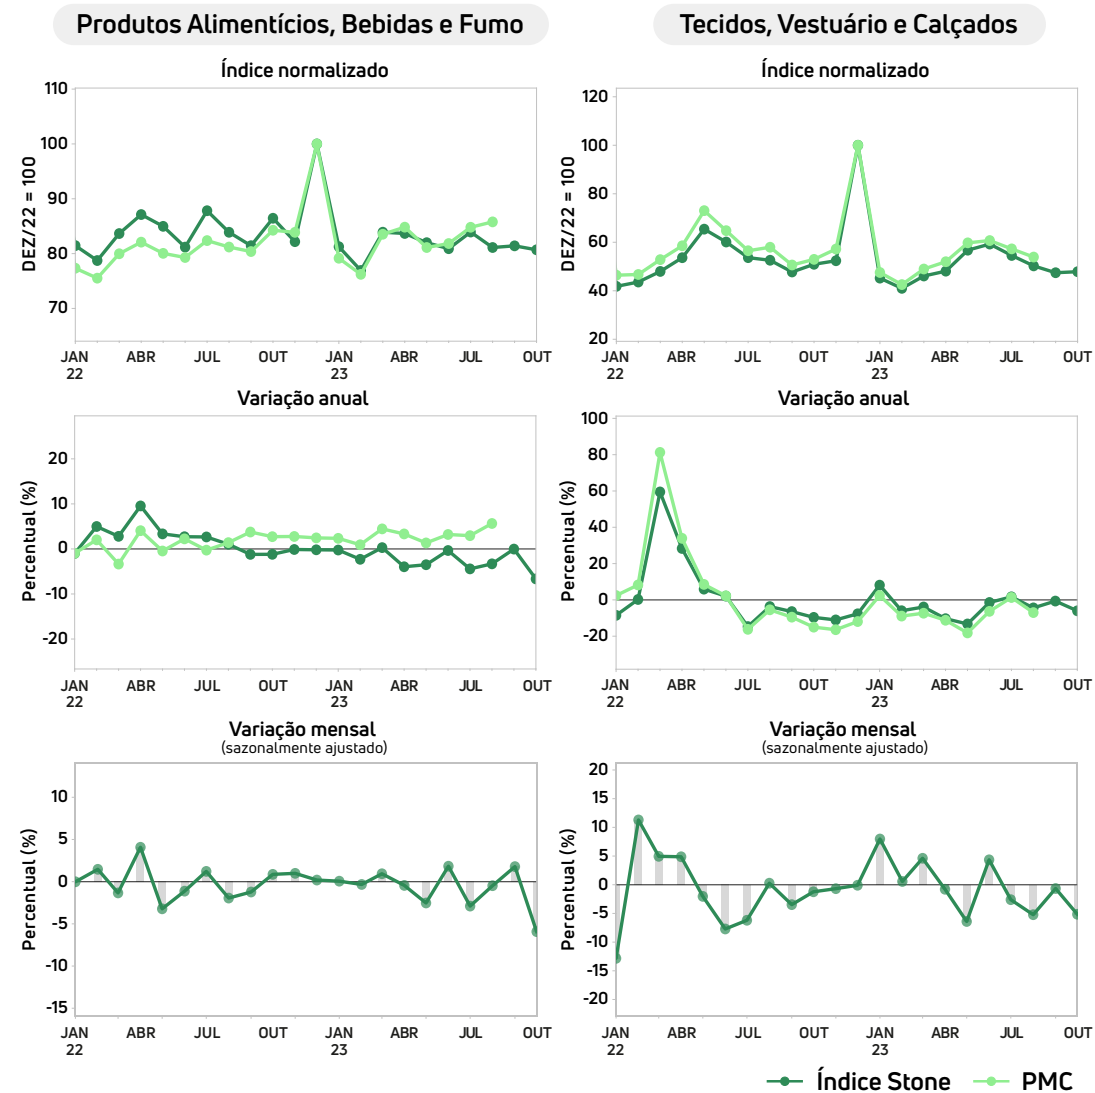 Produtos Alimentícios, Bebidas e Fumo
Índice normalizado
DEZ/22 = 100
110
100
90
80
70
JAN ABR JUL OUT JAN ABR JUL OUT
22 23
Variação anual
Percentual (%)
20
10
0
-10
-20
JAN ABR JUL OUT JAN ABR JUL OUT
22 23
Variação mensal
(sazonalmente ajustado)
Percentual (%)
10
5
0
-5
-10
-15
JAN ABR JUL OUT JAN ABR JUL OUT
22 23
Tecidos, Vestuário e Calçados
Índice normalizado
DEZ/22 = 100
120
100
80
60
40
20
JAN ABR JUL OUT JAN ABR JUL OUT
22 23
Variação anual
Percentual (%)
100
80
60
40
20
0
-20
JAN ABR JUL OUT JAN ABR JUL OUT
22 23
Variação mensal
(sazonalmente ajustado)
Percentual (%)
20
15
10
5
0
-5
-10
-15
-20
JAN ABR JUL OUT JAN ABR JUL OUT
22 23
Índice Stone PMC